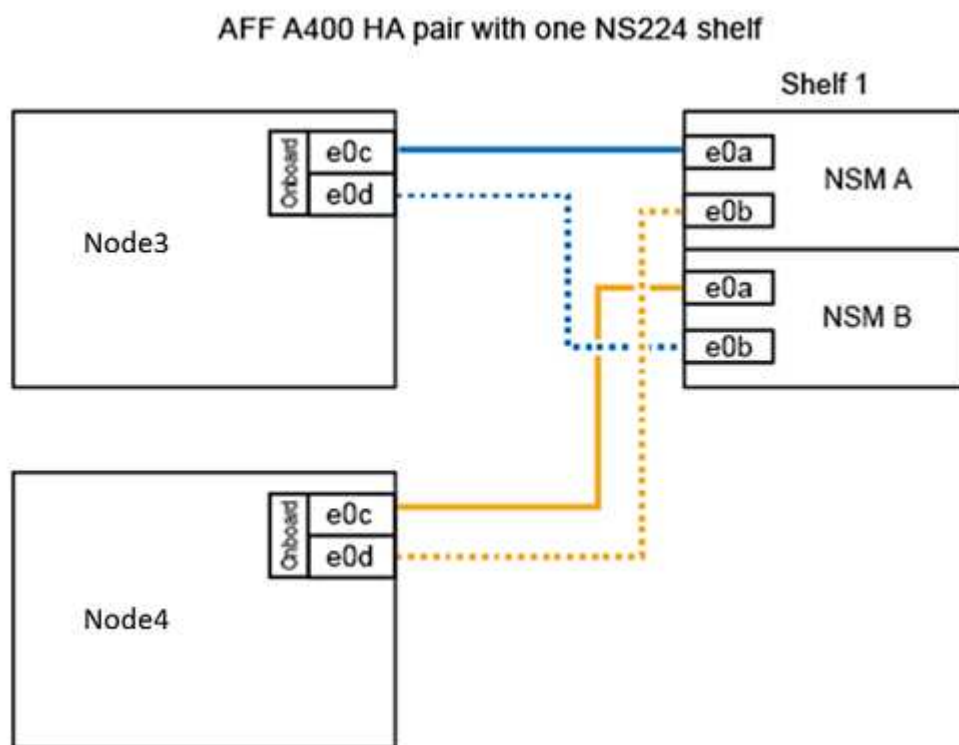 AFF A400 HA pair with one NS224 shelf
Shelf 1
Onboard
e0c
e0d
Node3
e0a
e0b
NSM A
e0a
e0b
NSM B
Onboard
e0c
e0d
Node4